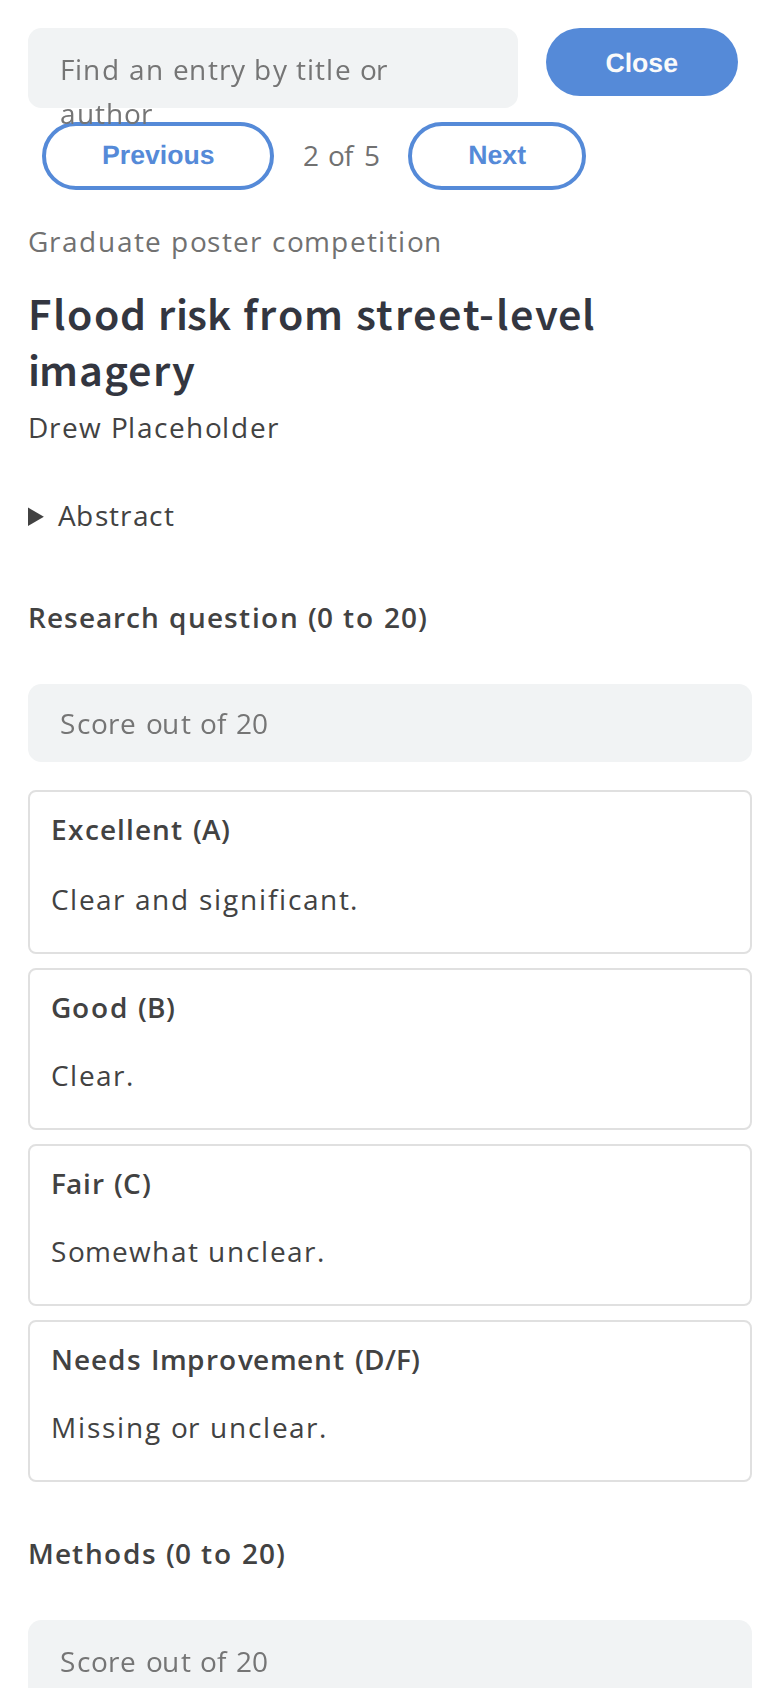 Find an entry by title or
author
Close
Previous
2 of 5
Next
Graduate poster competition
Flood risk from street-level
imagery
Drew Placeholder
Abstract
Research question (0 to 20)
Score out of 20
Excellent (A)
Clear and significant.
Good (B)
Clear.
Fair (C)
Somewhat unclear.
Needs Improvement (D/F)
Missing or unclear.
Methods (0 to 20)
Score out of 20